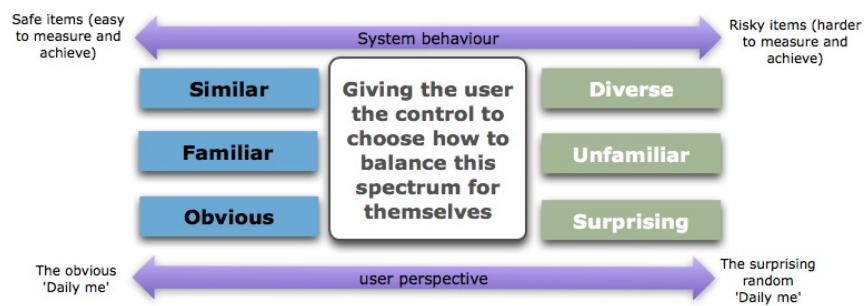 Safe items (easy
to measure and
achieve)
System behaviour
Risky items (harder
to measure and
achieve)
Similar
Familiar
Obvious
Giving the user
the control to
choose how to
balance this
spectrum for
themselves
Diverse
Unfamiliar
Surprising
The obvious
'Daily me'
user perspective
The surprising
random
'Daily me'